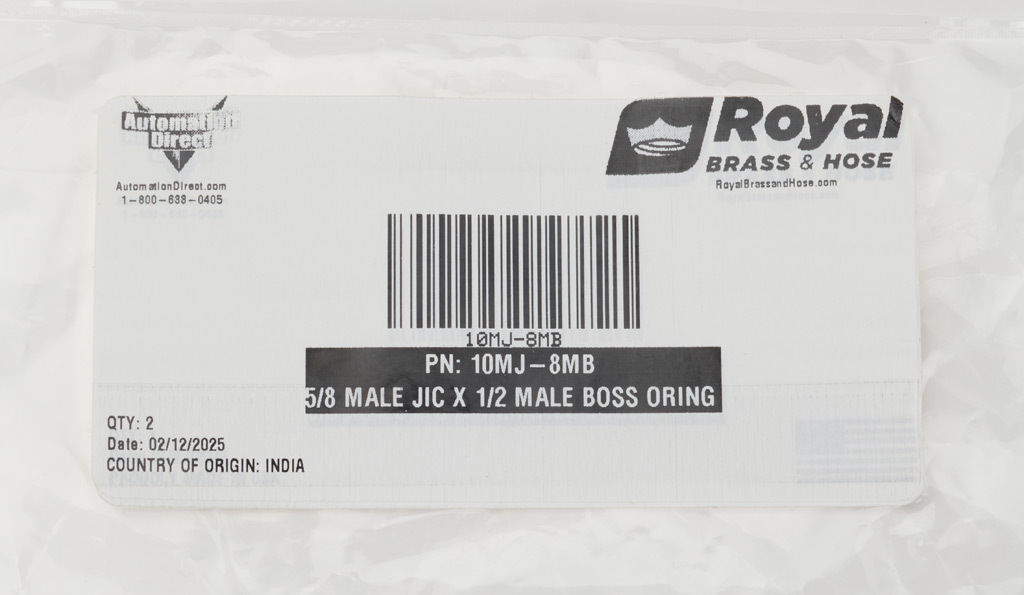 Automation
Direct
AutomationDirect.com
1-800-633-0405
Royal
BRASS & HOSE
RoyalBrassandHose.com
10MJ-8MB
PN: 10MJ-8MB
5/8 MALE JIC X 1/2 MALE BOSS ORING
QTY: 2
Date: 02/12/2025
COUNTRY OF ORIGIN: INDIA